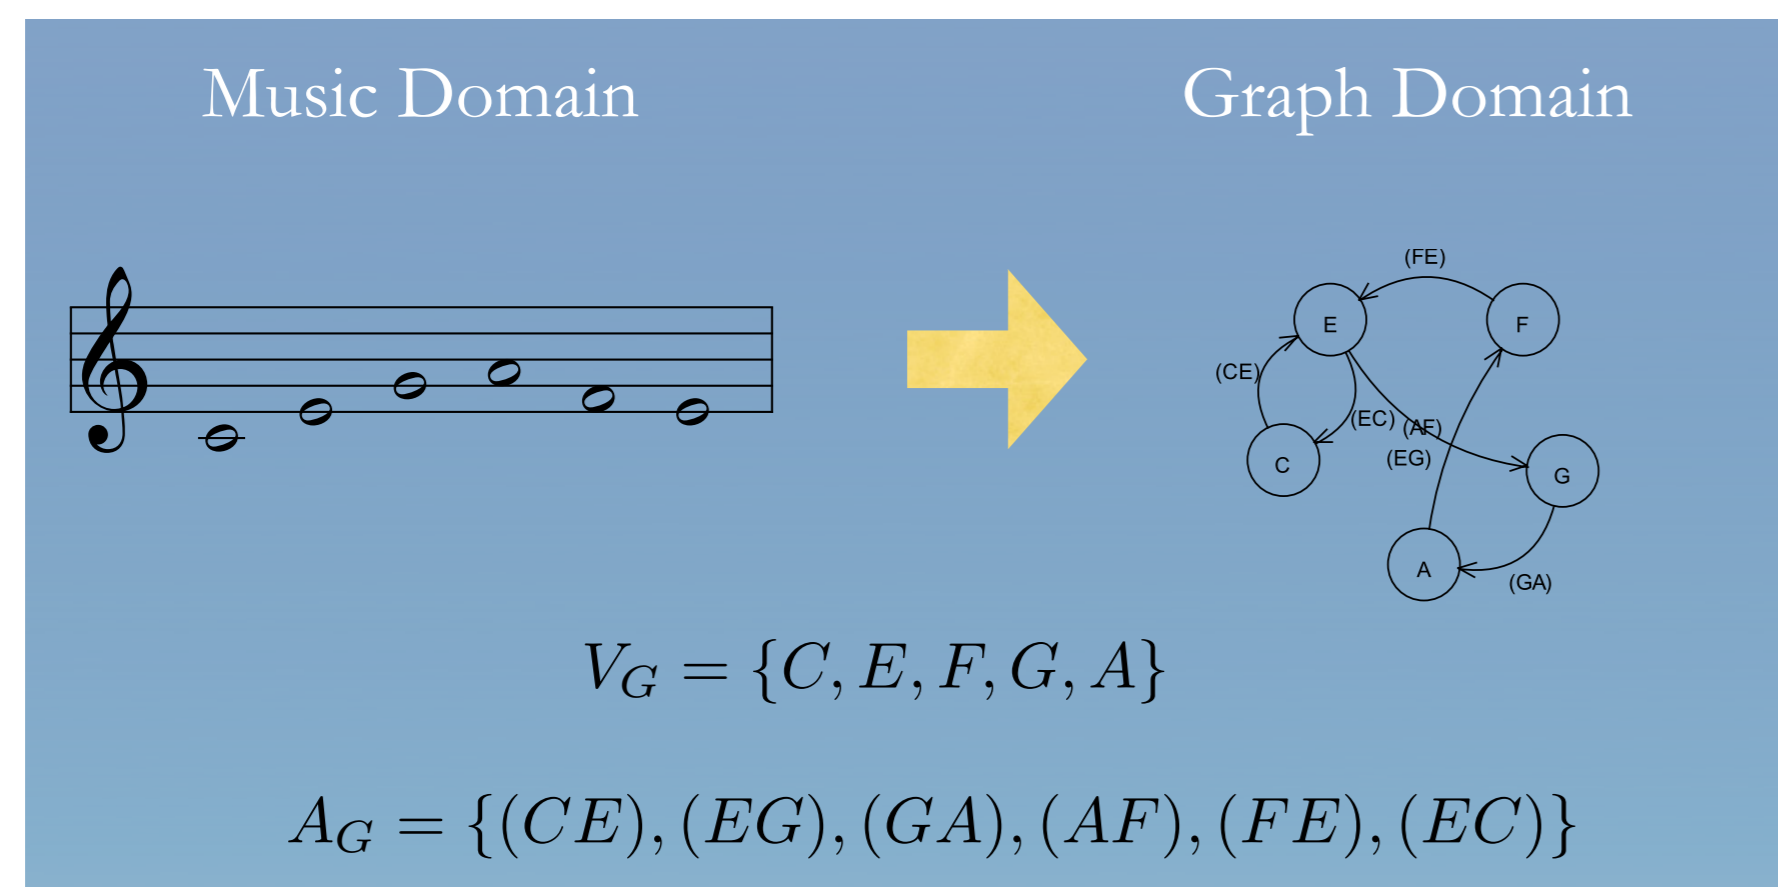 Music Domain
Graph Domain
(FE)
E
F
(CE)
(EC)
(AF)
(EG)
C
G
A
(GA)
V_G = {C, E, F, G, A}
A_G = {(CE), (EG), (GA), (AF), (FE), (EC)}